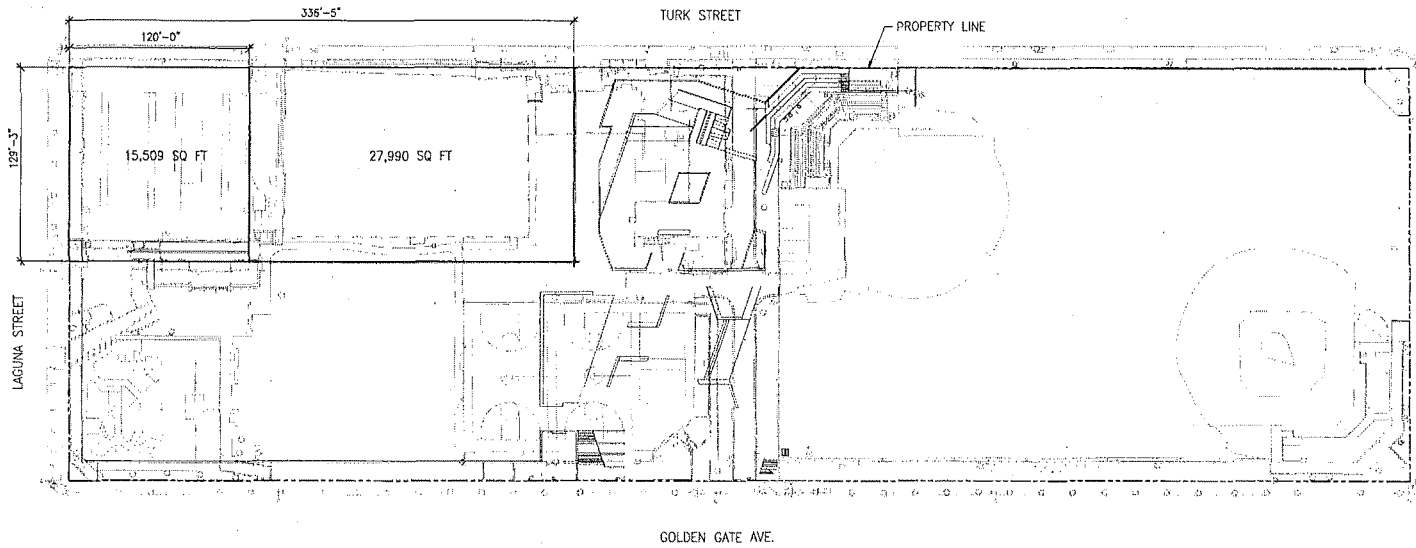 336'-5"
TURK STREET
PROPERTY LINE
120'-0"
129'-3"
15,509 SQ FT
27,990 SQ FT
LAGUNA STREET
GOLDEN GATE AVE.